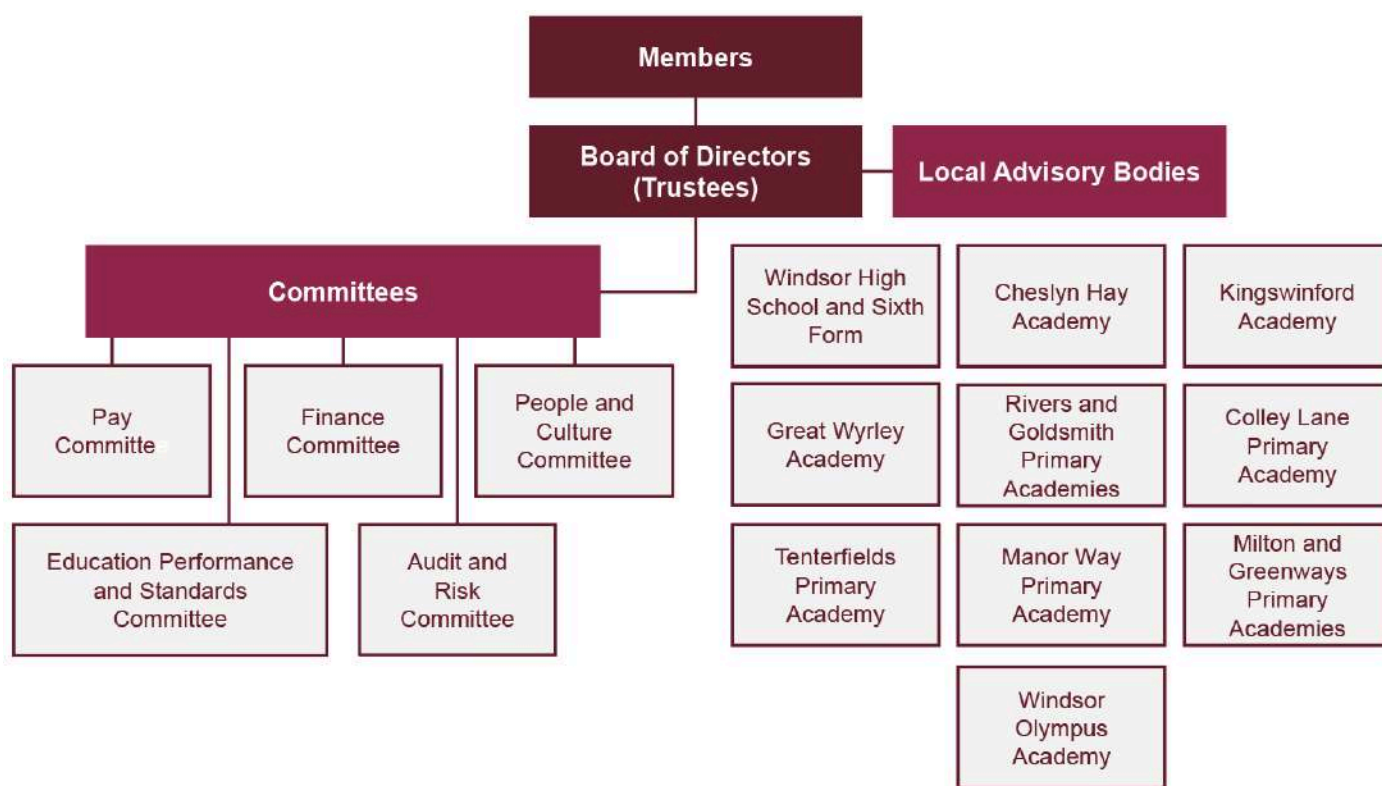 Members
Board of Directors
(Trustees)
Local Advisory Bodies
Committees
Pay
Committe
Finance
Committee
People and
Culture
Committee
Education Performance
and Standards
Committee
Audit and
Risk
Committee
Windsor High
School and Sixth
Form
Cheslyn Hay
Academy
Kingswinford
Academy
Great Wyrley
Academy
Rivers and
Goldsmith
Primary
Academies
Colley Lane
Primary
Academy
Tenterfields
Primary
Academy
Manor Way
Primary
Academy
Milton and
Greenways
Primary
Academies
Windsor
Olympus
Academy